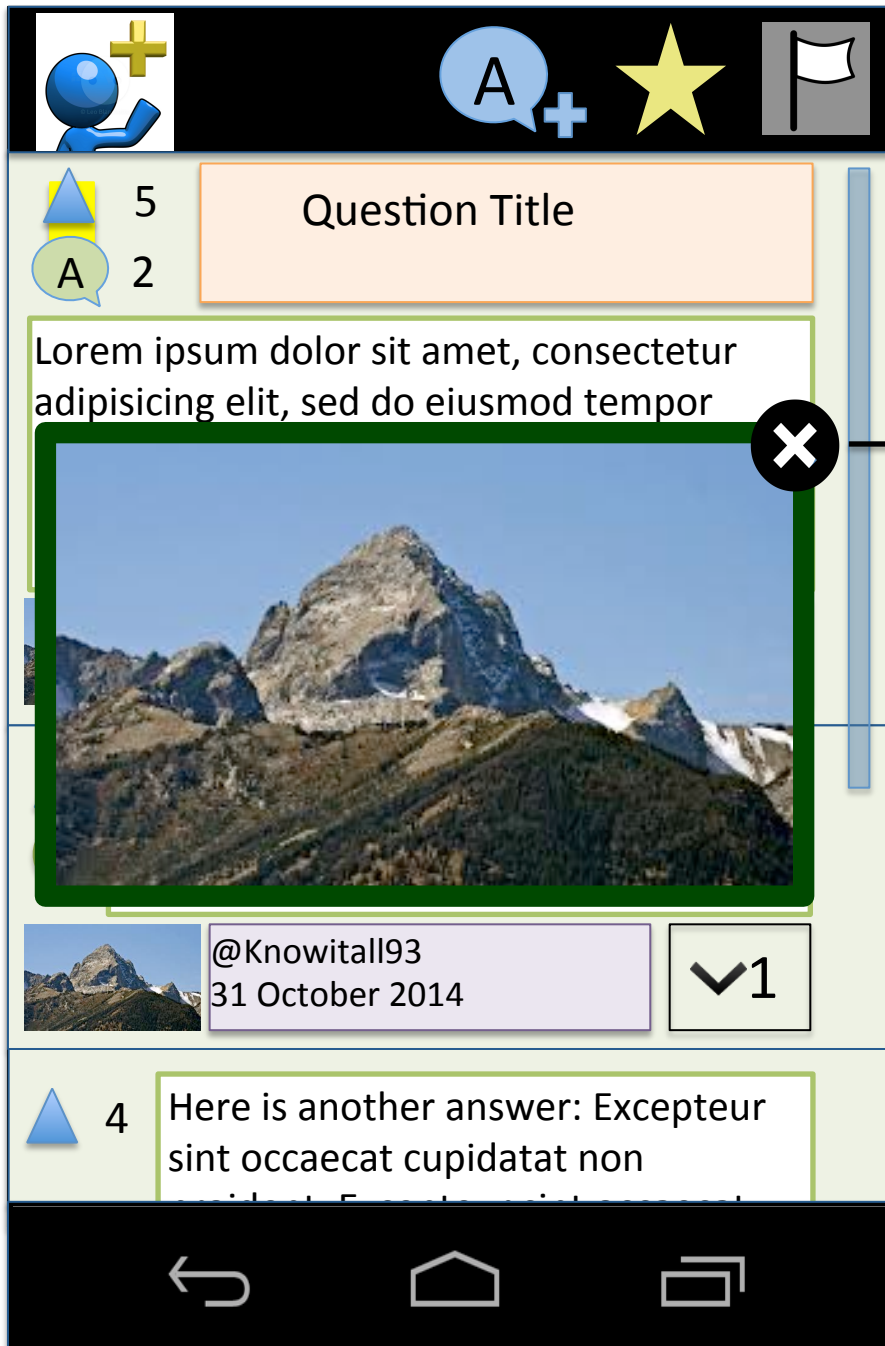 A
5
Question Title
A
2
Lorem ipsum dolor sit amet, consectetur
adipisicing elit, sed do eiusmod tempor
@Knowitall93
31 October 2014
1
4
Here is another answer: Excepteur
sint occaecat cupidatat non